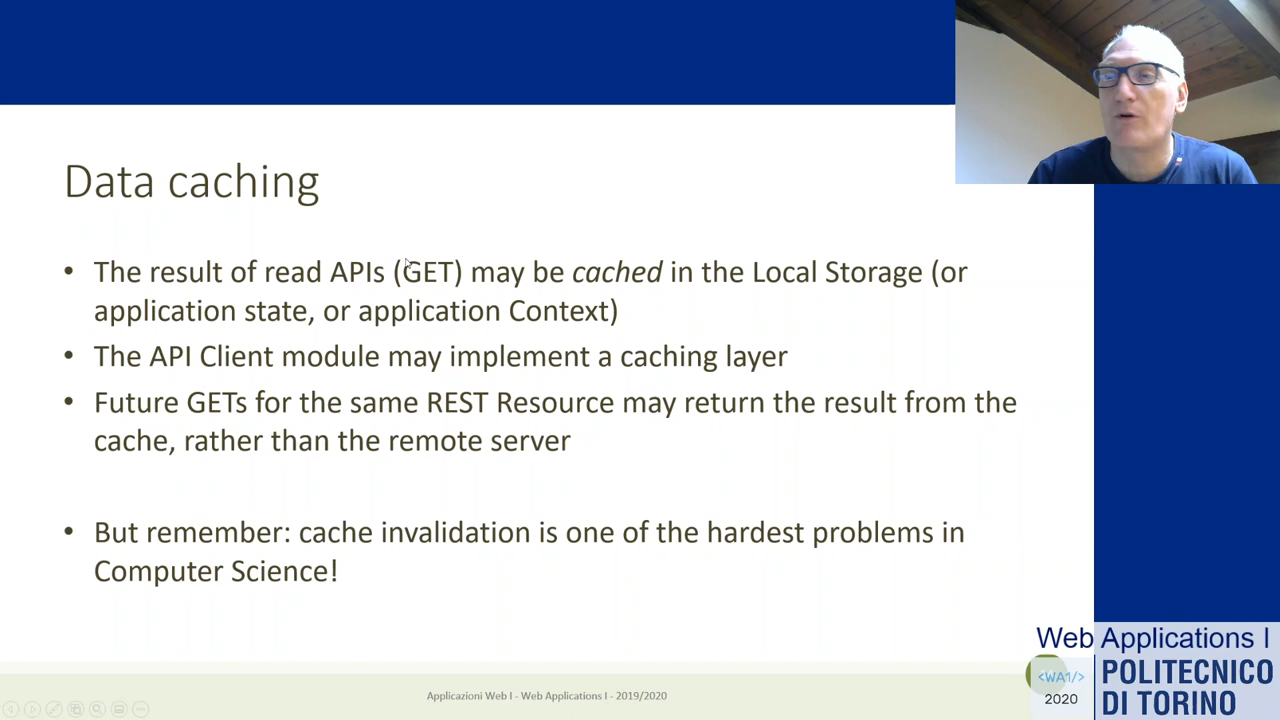 Data caching
• The result of read APIs (GET) may be cached in the Local Storage (or
application state, or application Context)
• The API Client module may implement a caching layer
• Future GETs for the same REST Resource may return the result from the
cache, rather than the remote server
• But remember: cache invalidation is one of the hardest problems in
Computer Science!
Applicazioni Web I - Web Applications I - 2019/2020
Web Applications I
<WA1/>
2020
POLITECNICO
DI TORINO